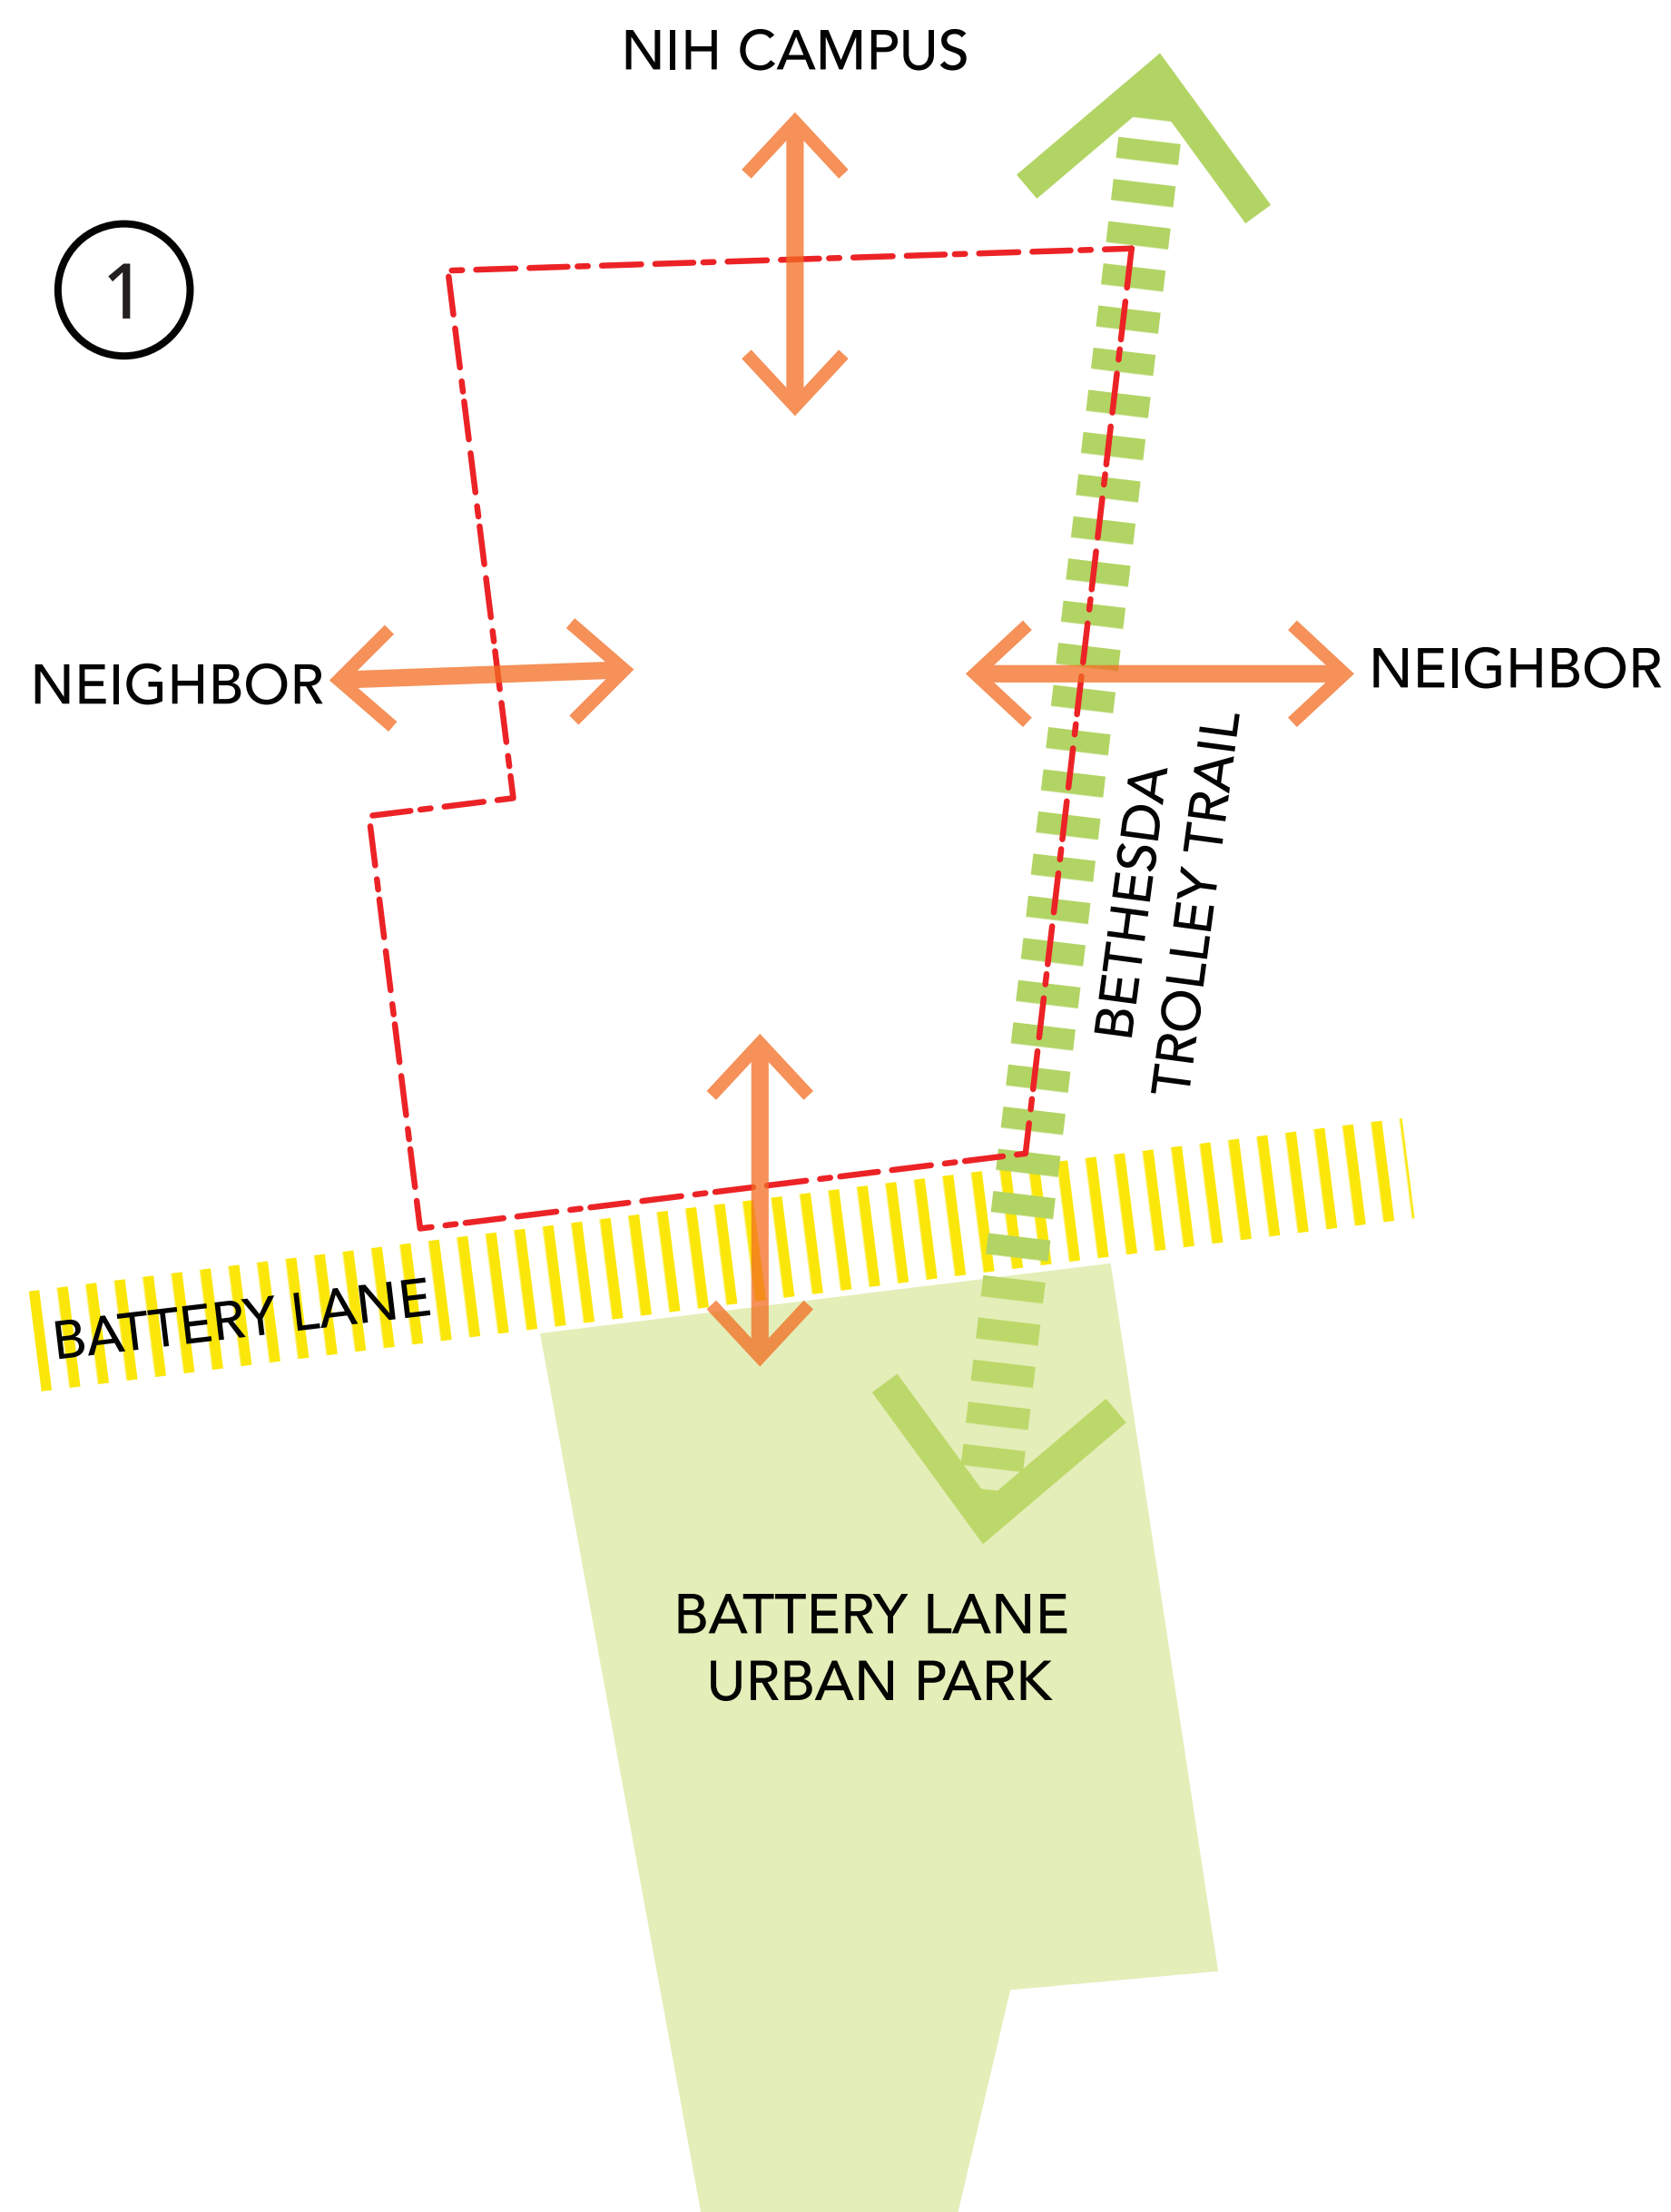 NIH CAMPUS
1
NEIGHBOR
NEIGHBOR
BETHESDA
TROLLEY TRAIL
BATTERY LANE
BATTERY LANE
URBAN PARK